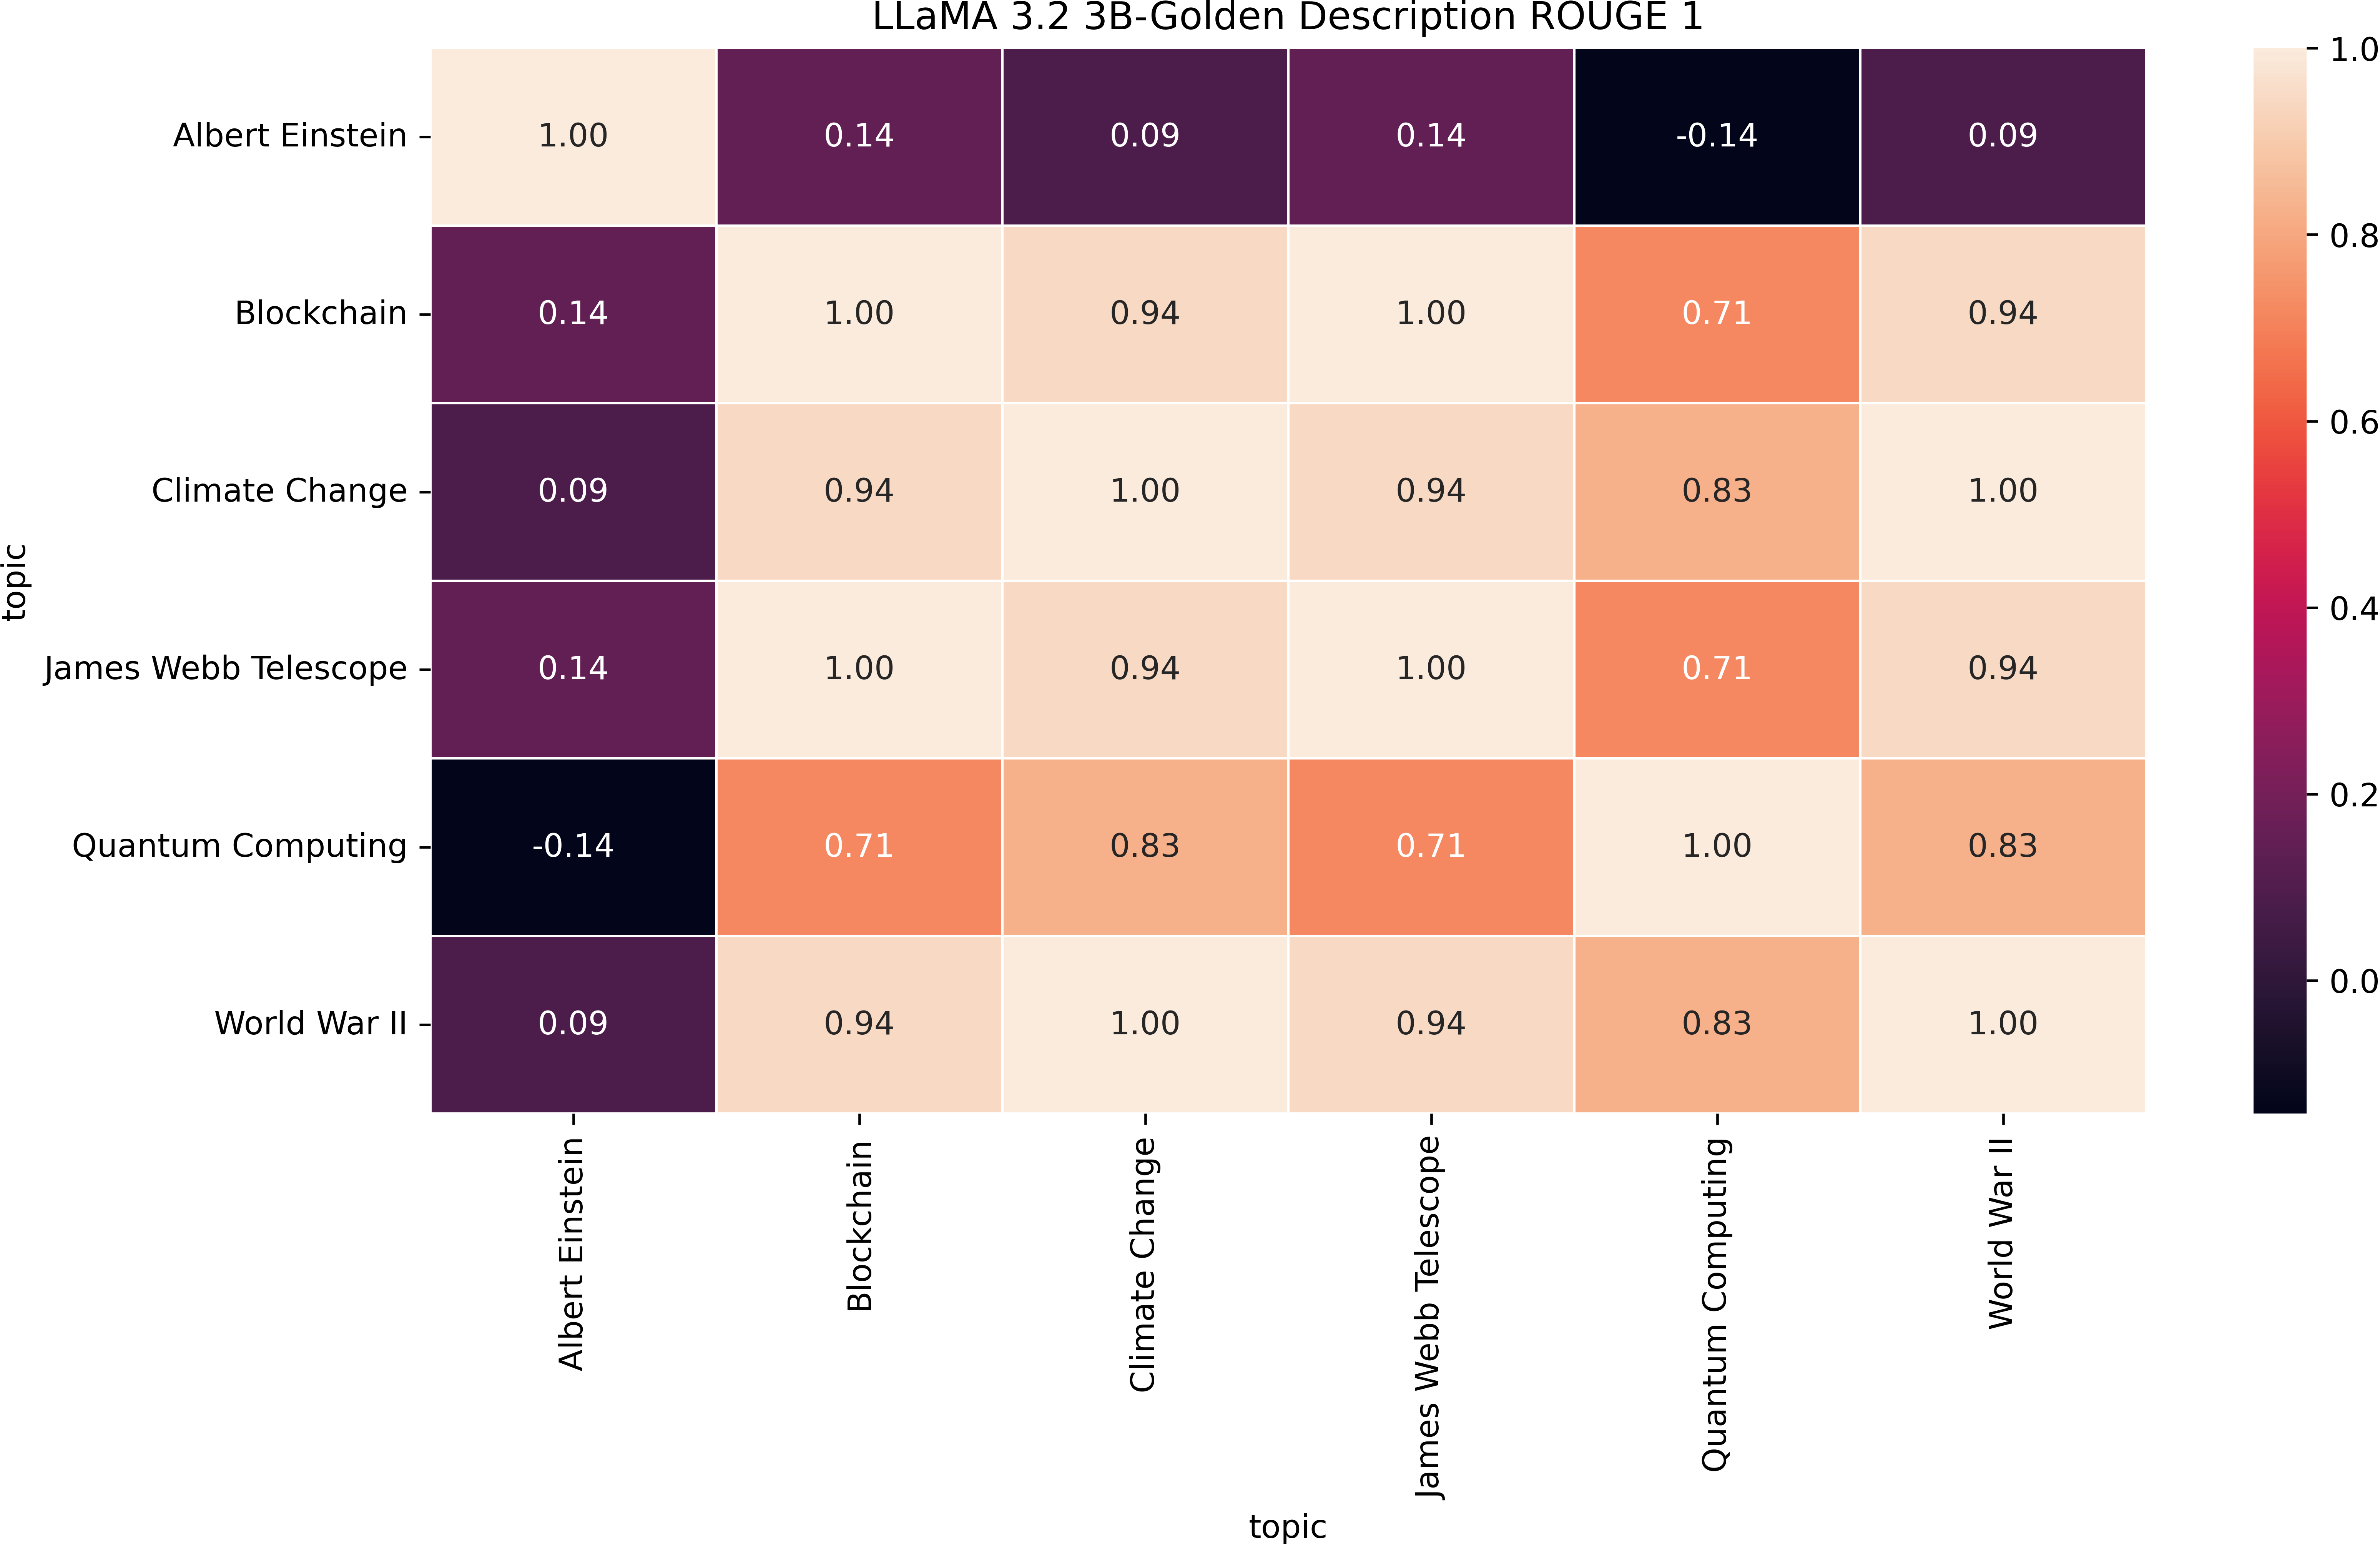 LLaMA 3.2 3B-Golden Description ROUGE 1
topic
Albert Einstein 1.00 0.14 0.09 0.14 -0.14 0.09
Blockchain 0.14 1.00 0.94 1.00 0.71 0.94
Climate Change 0.09 0.94 1.00 0.94 0.83 1.00
James Webb Telescope 0.14 1.00 0.94 1.00 0.71 0.94
Quantum Computing -0.14 0.71 0.83 0.71 1.00 0.83
World War II 0.09 0.94 1.00 0.94 0.83 1.00
Albert Einstein
Blockchain
Climate Change
James Webb Telescope
Quantum Computing
World War II
topic
1.0
0.8
0.6
0.4
0.2
0.0